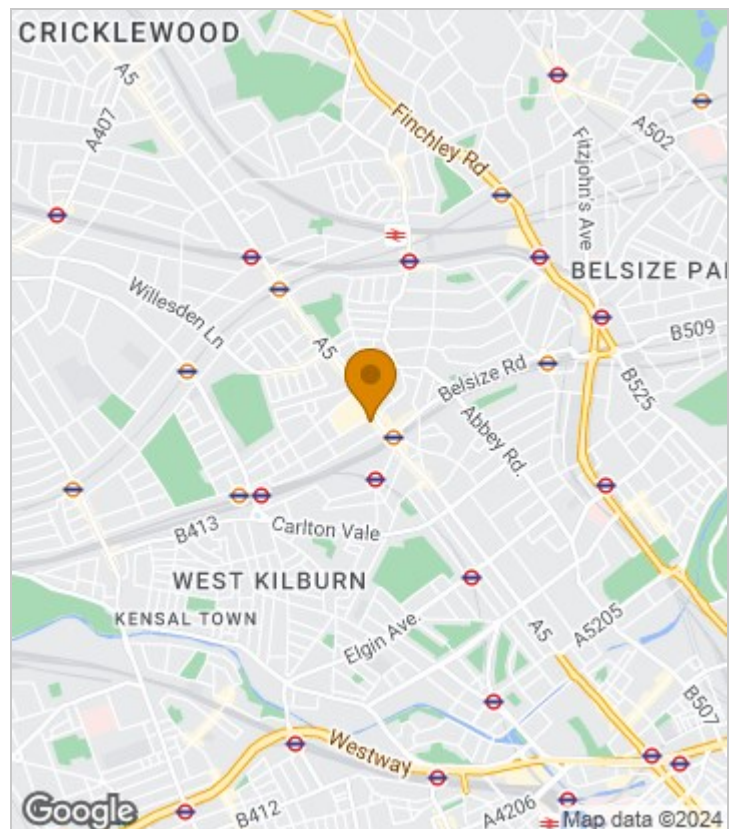 CRICKLEWOOD
A5
A407
Finchley Rd
A502
Fitzjohn's Ave
BELSIZE PAR
Willesden Ln
A5
B509
Belsize Rd
B525
Abbey Rd.
B413
Carlton Vale
WEST KILBURN
KENSAL TOWN
Elgin Ave.
A5
A5205
B507
Westway
Google
B412
A4206
Map data ©2024